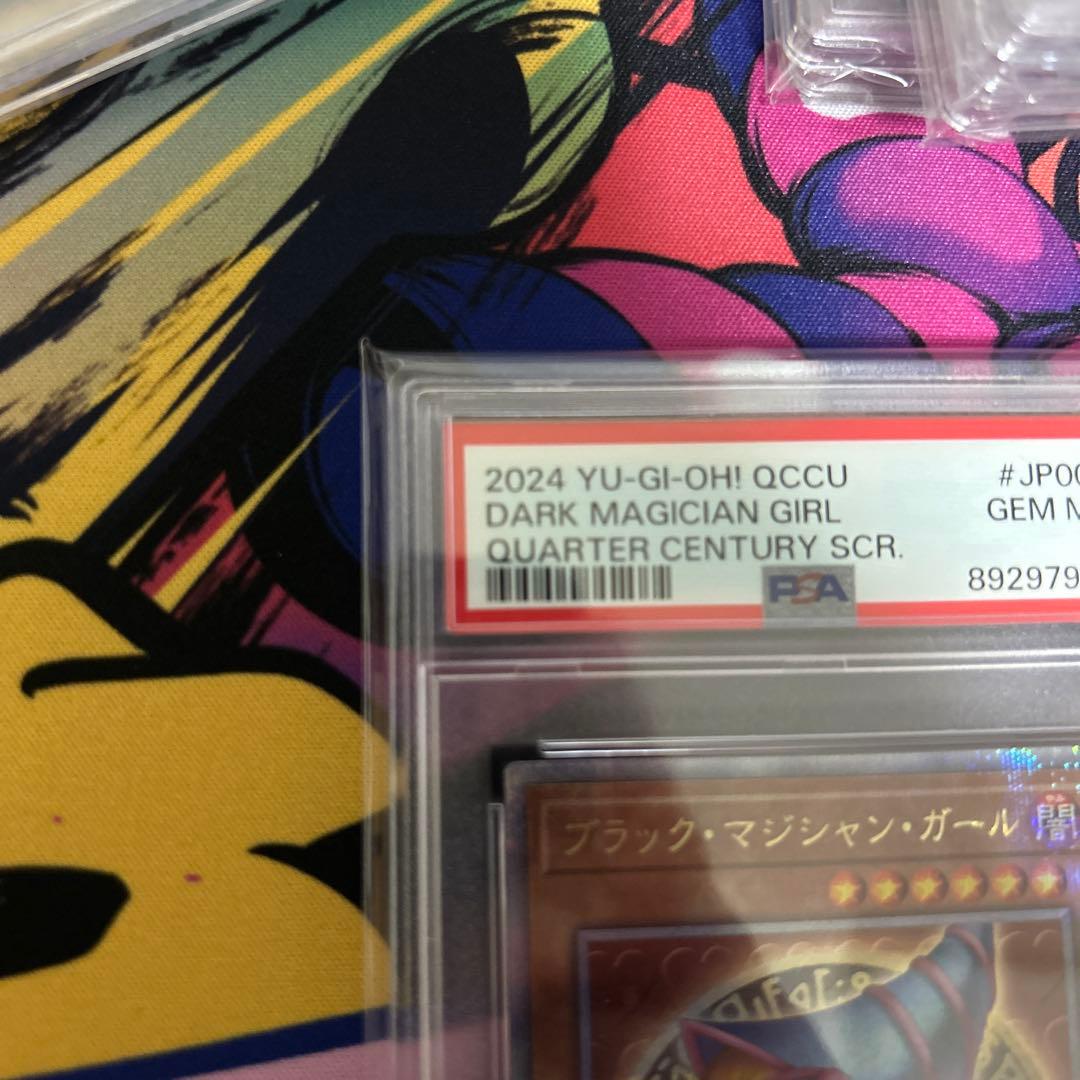 2024 YU-GI-OH! QCCU #JP00
DARK MAGICIAN GIRL GEM M
QUARTER CENTURY SCR.
PSA 892979
ブラック・マジシャン・ガール 闇